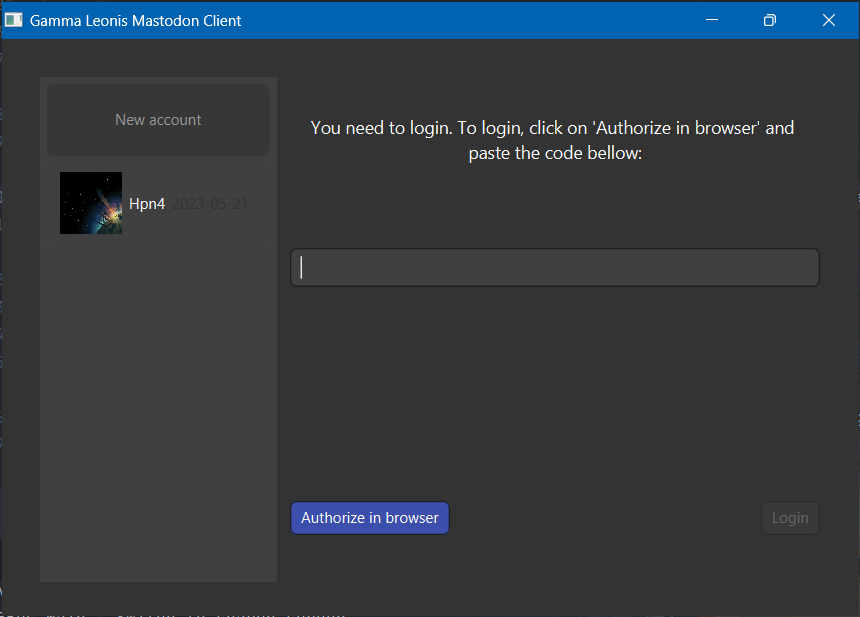 Gamma Leonis Mastodon Client
New account
Hpn4 2023-05-21
You need to login. To login, click on 'Authorize in browser' and
paste the code bellow:
Authorize in browser
Login